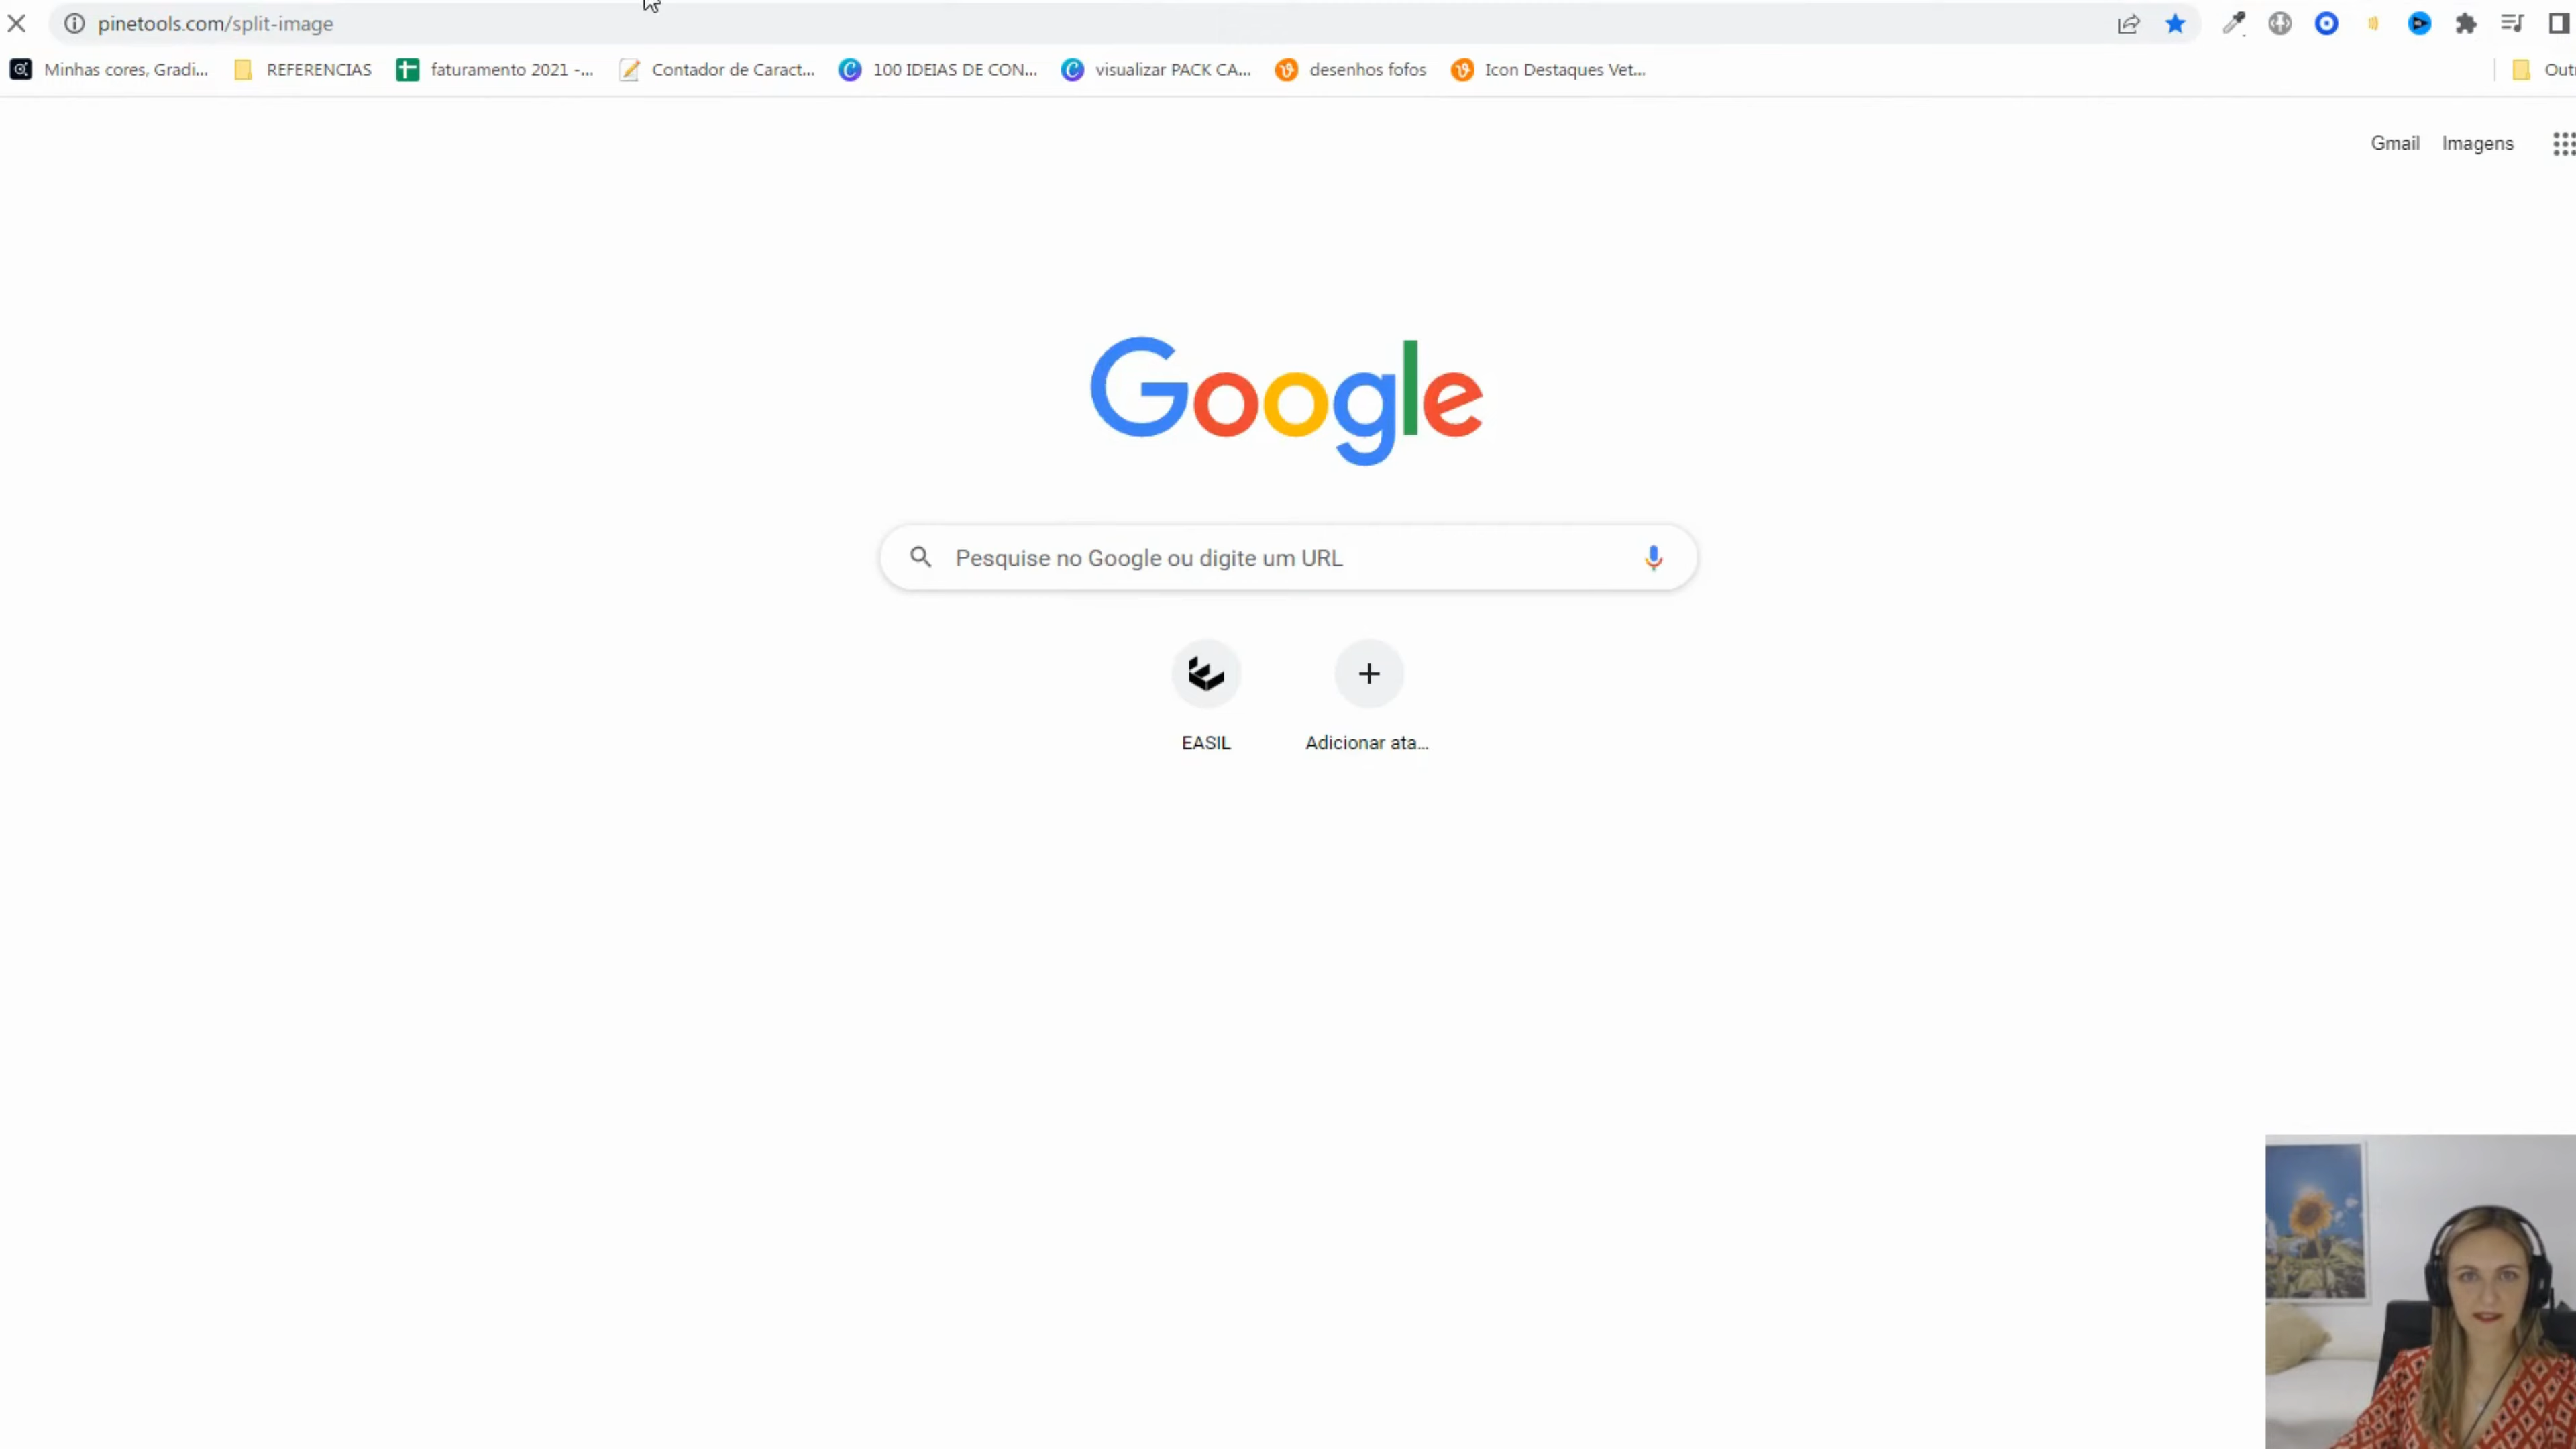 pinetools.com/split-image
Minhas cores, Gradi... REFERENCIAS faturamento 2021 -... Contador de Caract... 100 IDEIAS DE CON... visualizar PACK CA... desenhos fofos Icon Destaques Vet... Out
Gmail Imagens
Google
Pesquise no Google ou digite um URL
EASIL Adicionar ata...